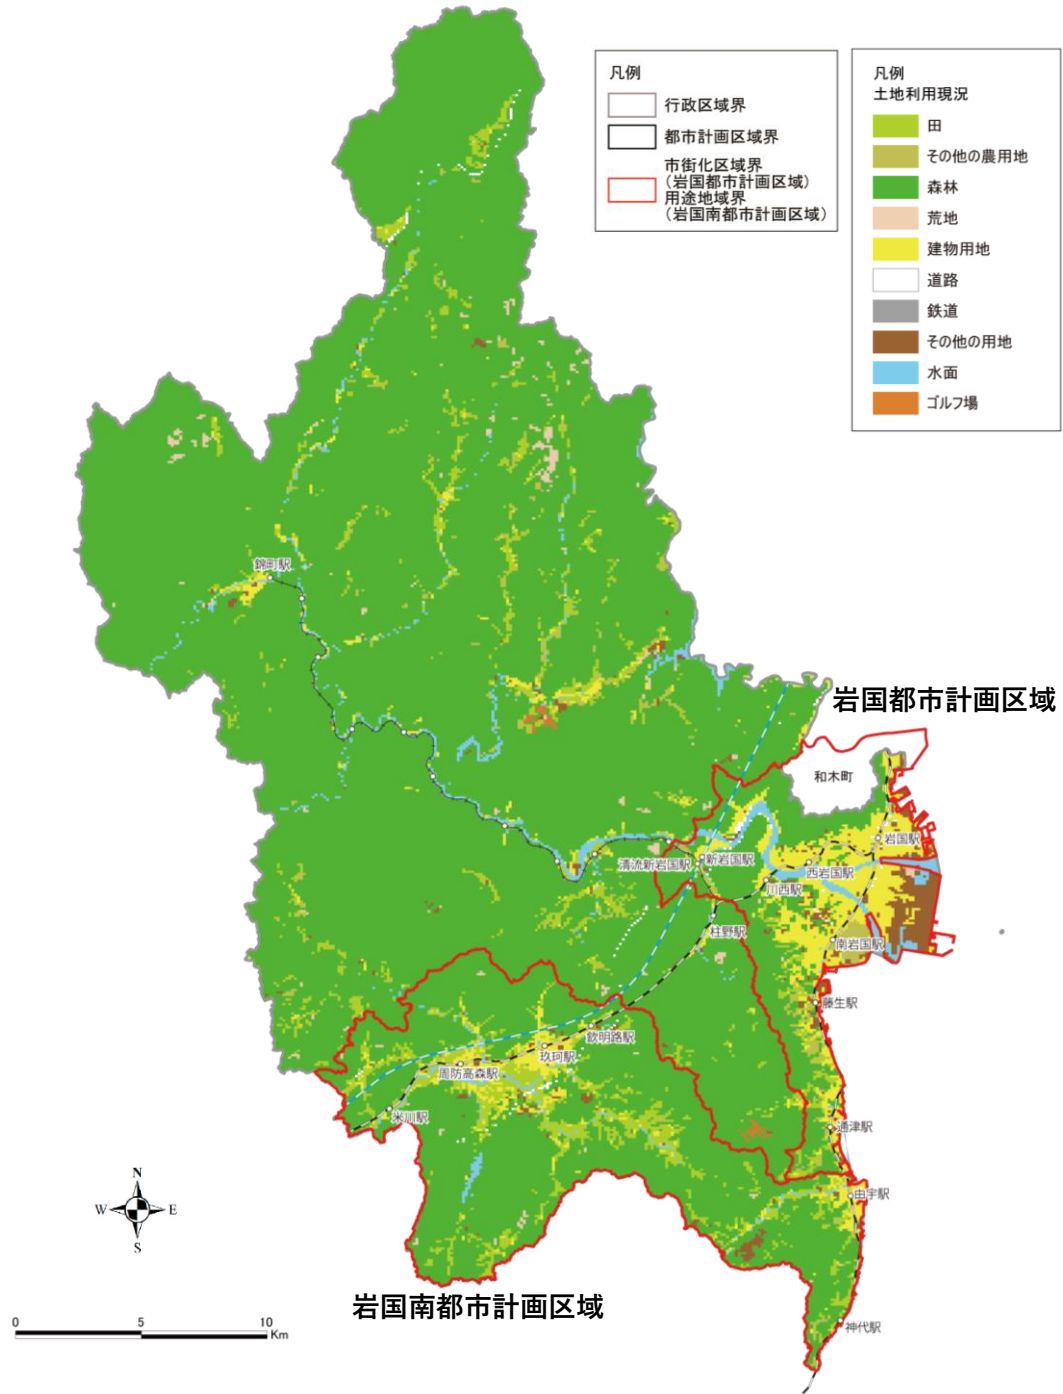 凡例
行政区域界
都市計画区域界
市街化区域界
(岩国都市計画区域)
用途地域界
(岩国南都市計画区域)
凡例
土地利用現況
田
その他の農用地
森林
荒地
建物用地
道路
鉄道
その他の用地
水面
ゴルフ場
錦町駅
岩国都市計画区域
和木町
岩国駅
清流新岩国駅
新岩国駅
西岩国駅
川西駅
柱野駅
南岩国駅
藤生駅
欽明路駅
玖珂駅
周防高森駅
米川駅
通津駅
由宇駅
神代駅
岩国南都市計画区域
N
W
E
S
0
5
10
Km